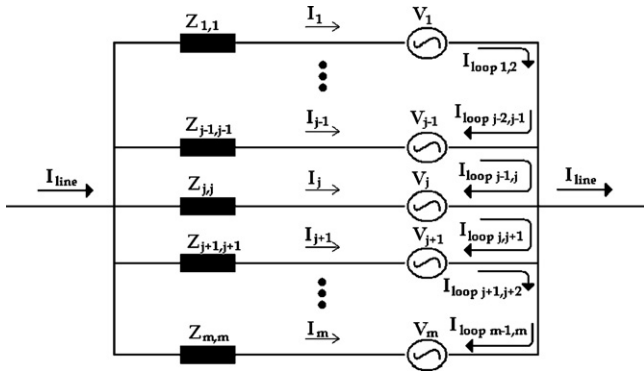 Z1,1 I1 V1
Iloop 1,2
Zj-1,j-1 Ij-1 Vj-1 Iloop j-2,j-1
Iline Zj,j Ij Vj Iloop j-1,j Iline
Zj+1,j+1 Ij+1 Vj+1 Iloop j,j+1
Iloop j+1,j+2
Zm,m Im Vm Iloop m-1,m